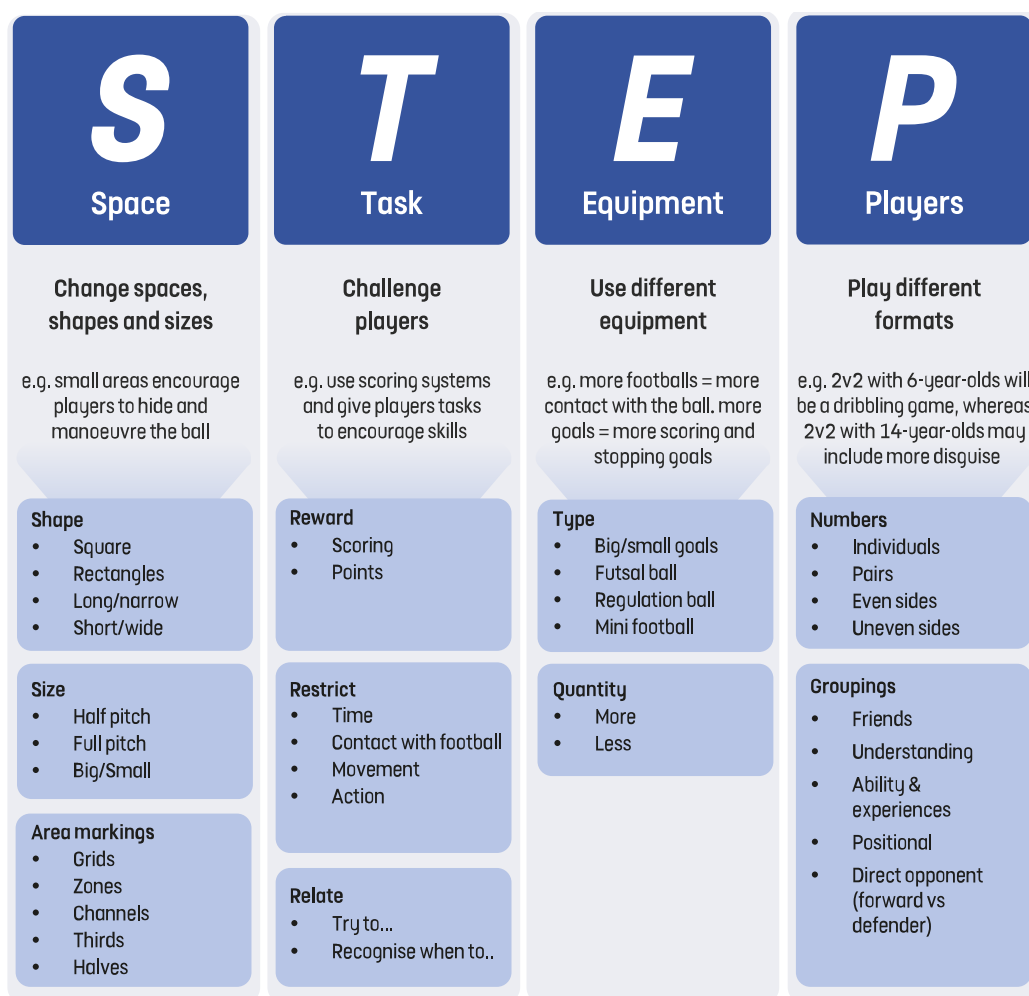 S
Space
Change spaces,
shapes and sizes
e.g. small areas encourage
players to hide and
manoeuvre the ball
Shape
• Square
• Rectangles
• Long/narrow
• Short/wide
Size
• Half pitch
• Full pitch
• Big/Small
Area markings
• Grids
• Zones
• Channels
• Thirds
• Halves
T
Task
Challenge
players
e.g. use scoring systems
and give players tasks
to encourage skills
Reward
• Scoring
• Points
Restrict
• Time
• Contact with football
• Movement
• Action
Relate
• Try to...
• Recognise when to..
E
Equipment
Use different
equipment
e.g. more footballs = more
contact with the ball, more
goals = more scoring and
stopping goals
Type
• Big/small goals
• Futsal ball
• Regulation ball
• Mini football
Quantity
• More
• Less
P
Players
Play different
formats
e.g. 2v2 with 6-year-olds will
be a dribbling game, whereas
2v2 with 14-year-olds may
include more disguise
Numbers
• Individuals
• Pairs
• Even sides
• Uneven sides
Groupings
• Friends
• Understanding
• Ability &
experiences
• Positional
• Direct opponent
(forward vs
defender)